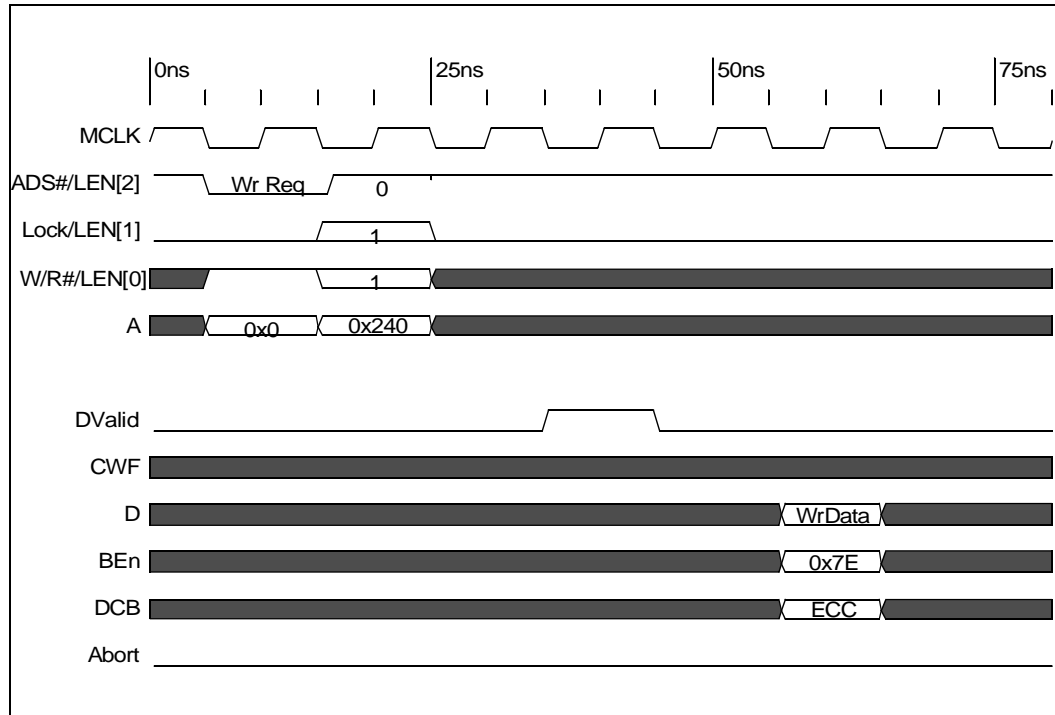 0ns 25ns 50ns 75ns
MCLK
ADS#/LEN[2] Wr Req 0
Lock/LEN[1] 1
W/R#/LEN[0] 1
A 0x0 0x240
DValid
CWF
D WrData
BEn 0x7E
DCB ECC
Abort